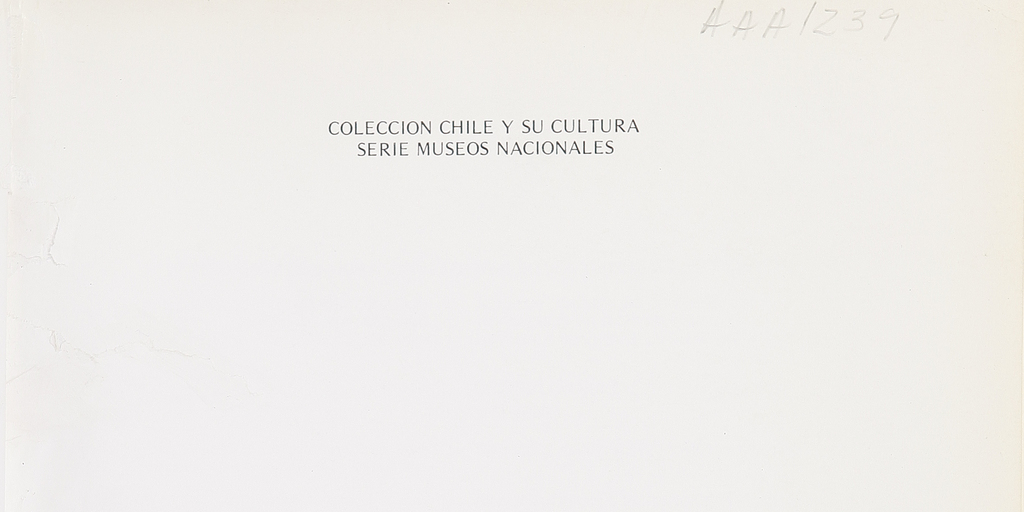 AAA1239
COLECCION CHILE Y SU CULTURA
SERIE MUSEOS NACIONALES